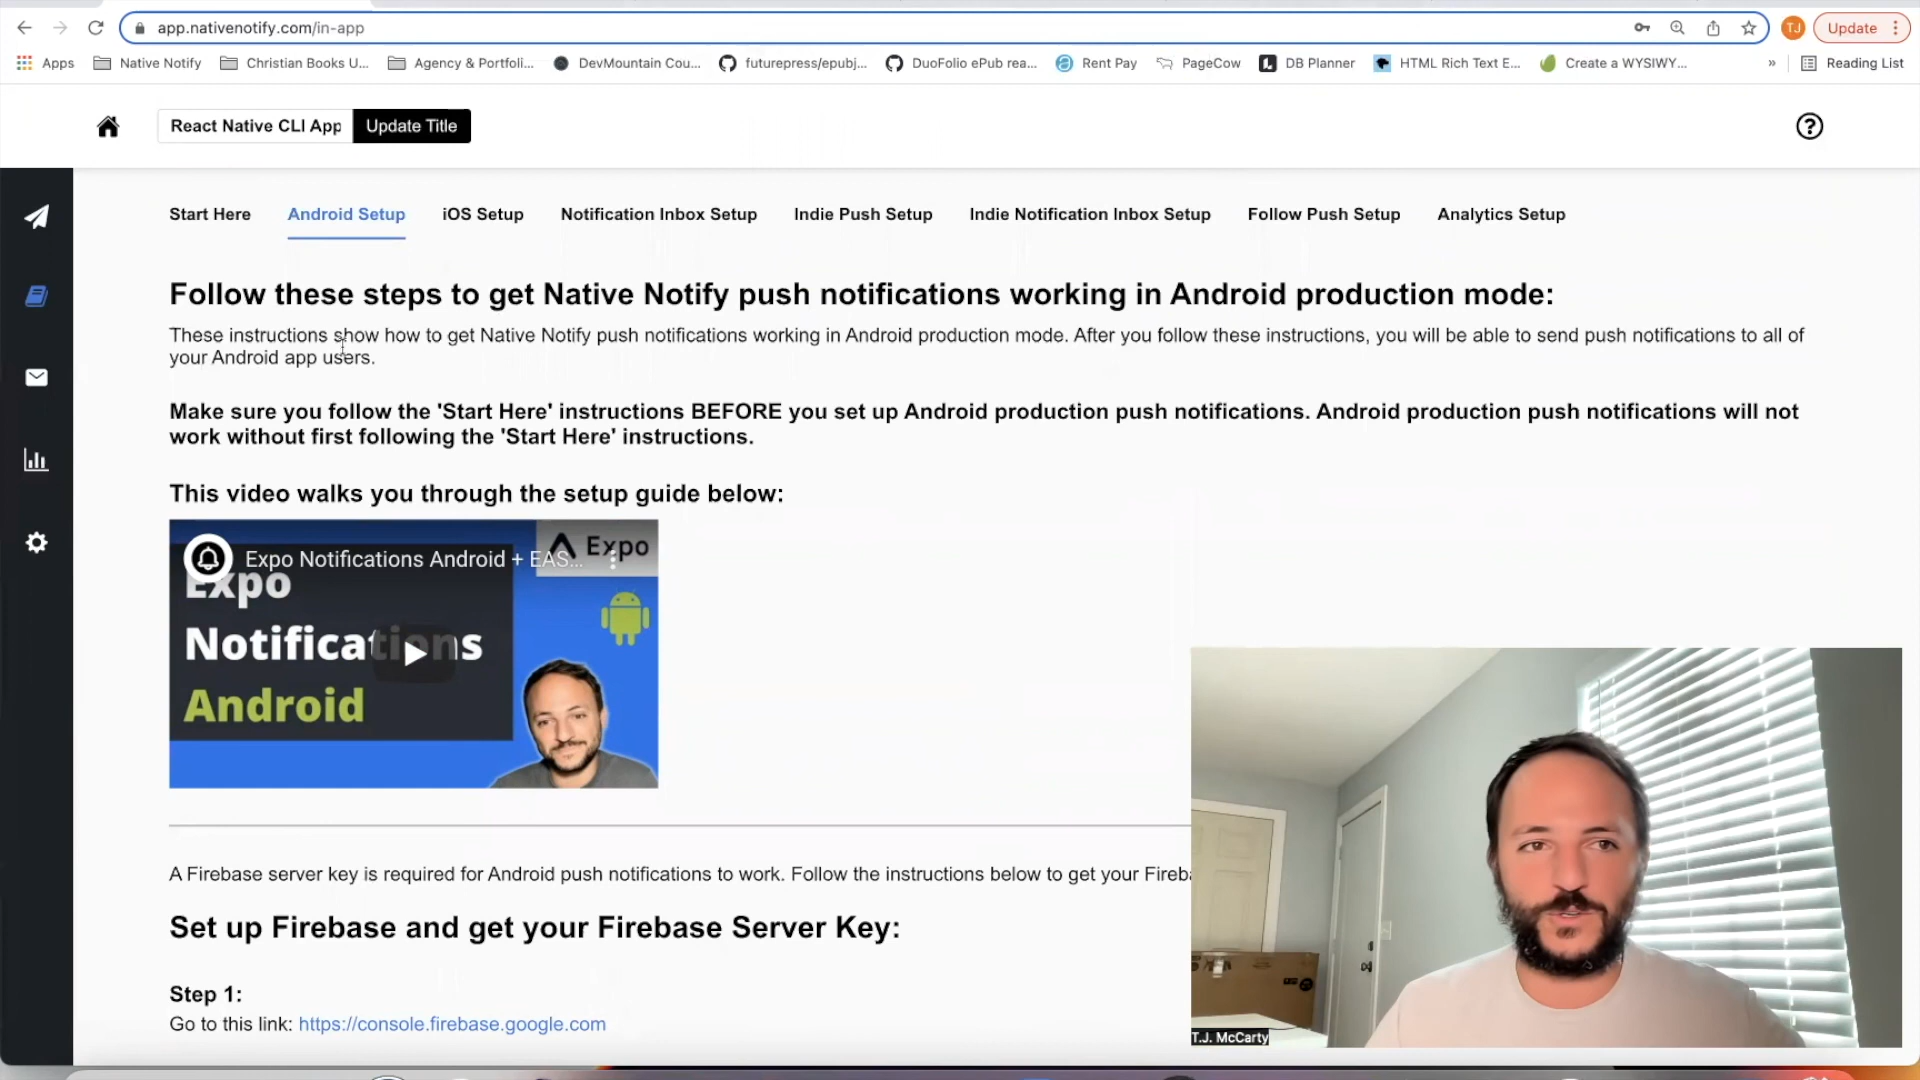 app.nativenotify.com/in-app
TJ
Update
Apps
Native Notify
Christian Books U...
Agency & Portfoli...
DevMountain Cou...
futurepress/epubj...
DuoFolio ePub rea...
Rent Pay
PageCow
DB Planner
HTML Rich Text E...
Create a WYSIWY...
»
Reading List
React Native CLI App
Update Title
Start Here
Android Setup
iOS Setup
Notification Inbox Setup
Indie Push Setup
Indie Notification Inbox Setup
Follow Push Setup
Analytics Setup
Follow these steps to get Native Notify push notifications working in Android production mode:
These instructions show how to get Native Notify push notifications working in Android production mode. After you follow these instructions, you will be able to send push notifications to all of
your Android app users.
Make sure you follow the 'Start Here' instructions BEFORE you set up Android production push notifications. Android production push notifications will not
work without first following the 'Start Here' instructions.
This video walks you through the setup guide below:
Expo Notifications Android + EAS...
Expo
Expo
Notifications
Android
A Firebase server key is required for Android push notifications to work. Follow the instructions below to get your Fireba
Set up Firebase and get your Firebase Server Key:
Step 1:
Go to this link: https://console.firebase.google.com
T.J. McCarty